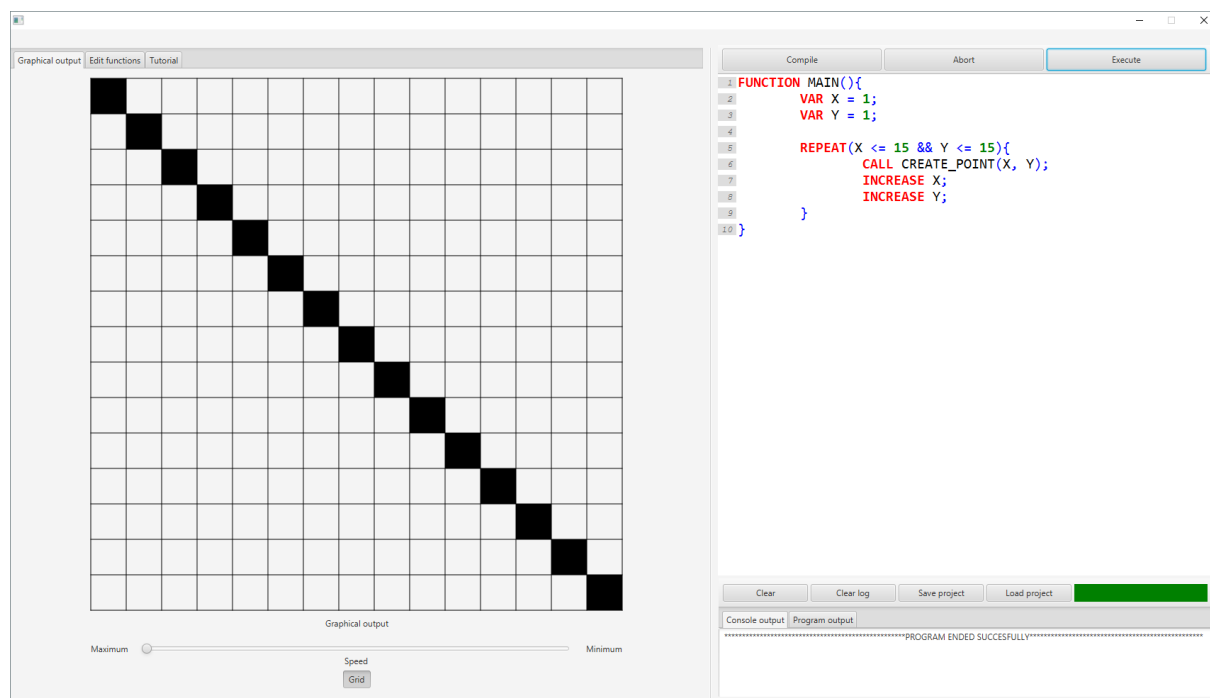 Graphical output Edit functions Tutorial
Compile Abort Execute
1 FUNCTION MAIN(){
2 VAR X = 1;
3 VAR Y = 1;
4
5 REPEAT(X <= 15 && Y <= 15){
6 CALL CREATE_POINT(X, Y);
7 INCREASE X;
8 INCREASE Y;
9 }
10 }
Graphical output
Maximum Minimum
Speed
Grid
Clear Clear log Save project Load project
Console output Program output
***************************************************PROGRAM ENDED SUCCESFULLY*************************************************